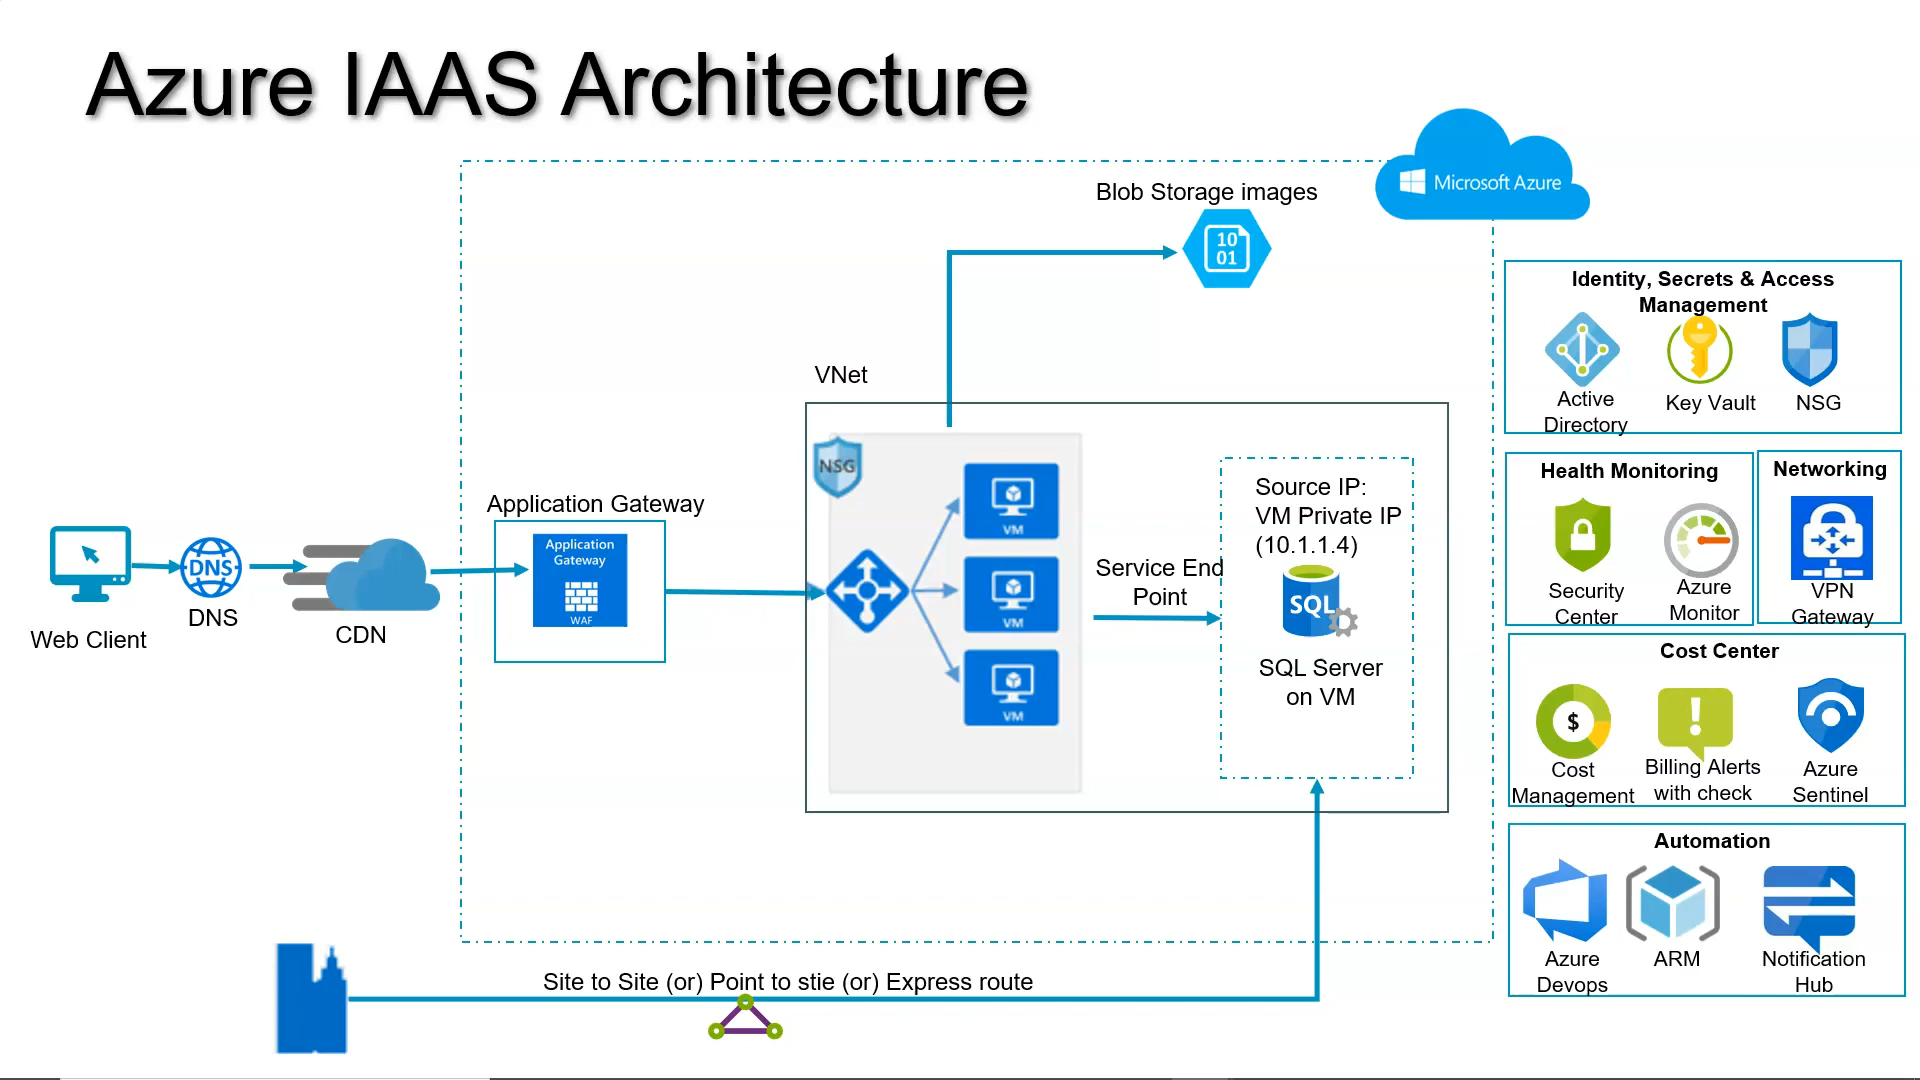 Azure IAAS Architecture
Microsoft Azure
Blob Storage images
10
01
VNet
NSG
VM
VM
VM
Application Gateway
Application
Gateway
WAF
DNS
Web Client
DNS
CDN
Service End
Point
Source IP:
VM Private IP
(10.1.1.4)
SQL
SQL Server
on VM
Site to Site (or) Point to stie (or) Express route
Identity, Secrets & Access
Management
Active
Directory
Key Vault
NSG
Health Monitoring
Security
Center
Azure
Monitor
Networking
VPN
Gateway
Cost Center
$
Cost
Management
!
Billing Alerts
with check
Azure
Sentinel
Automation
Azure
Devops
ARM
Notification
Hub